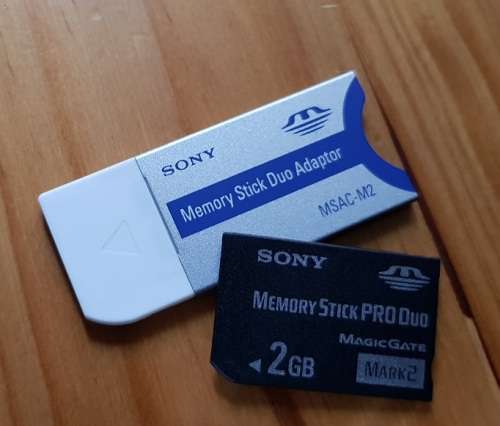 SONY
Memory Stick Duo Adaptor
MSAC-M2
SONY
MEMORY STICK PRO DUO
MAGICGATE
2GB
MARK2